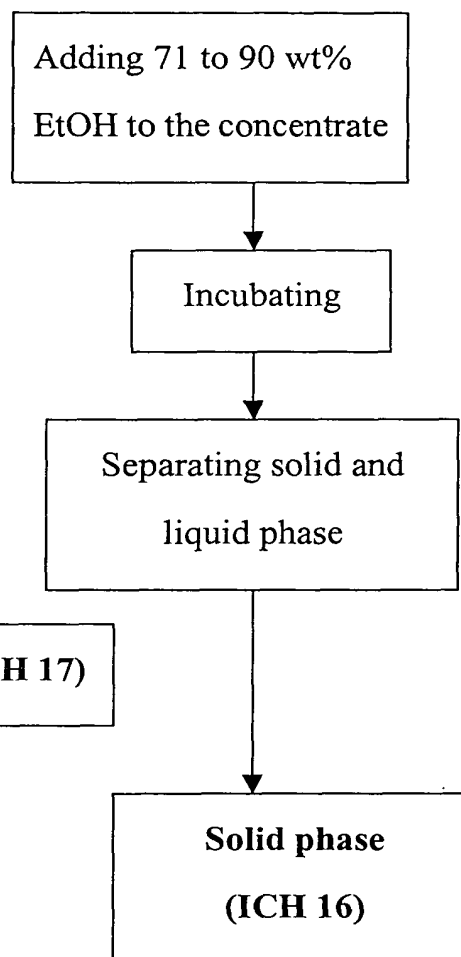 Adding 71 to 90 wt%
EtOH to the concentrate
Incubating
Separating solid and
liquid phase
H 17)
Solid phase
(ICH 16)